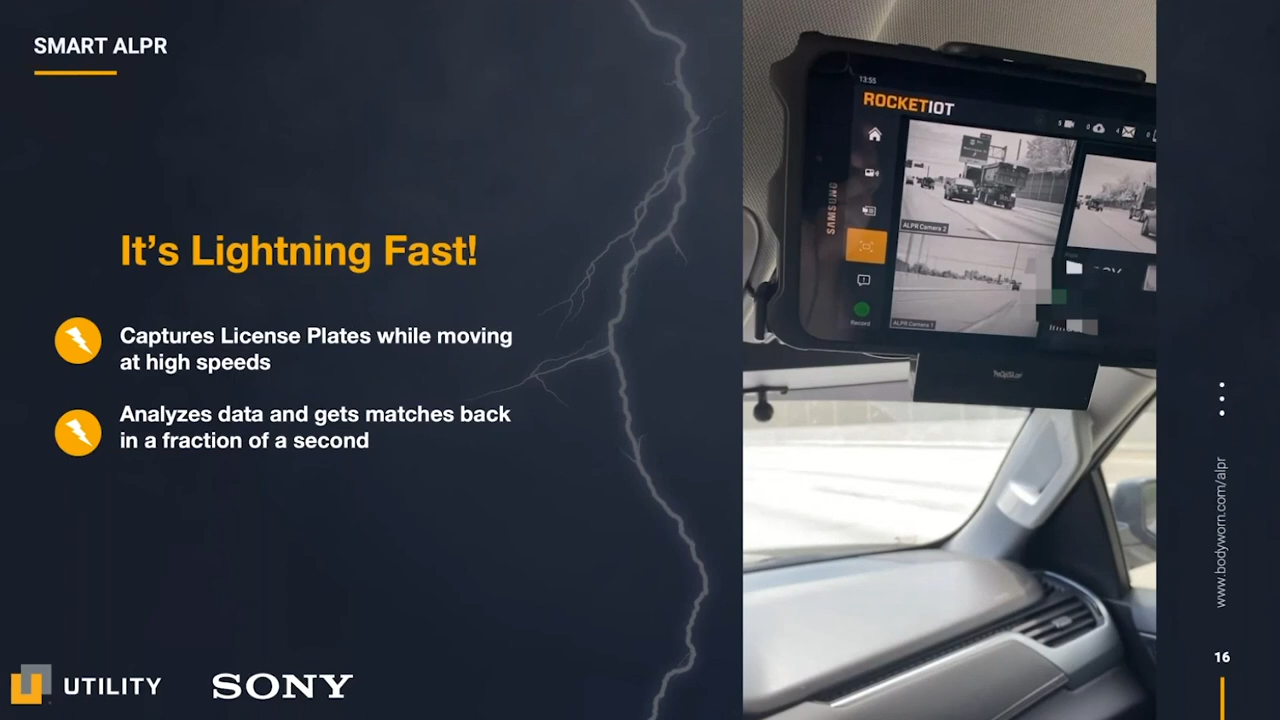 SMART ALPR
It's Lightning Fast!
Captures License Plates while moving
at high speeds
Analyzes data and gets matches back
in a fraction of a second
UTILITY
SONY
13:55
ROCKETIOT
SAMSUNG
ALPR Camera 2
ALPR Camera 1
Record
www.bodyworn.com/alpr
16